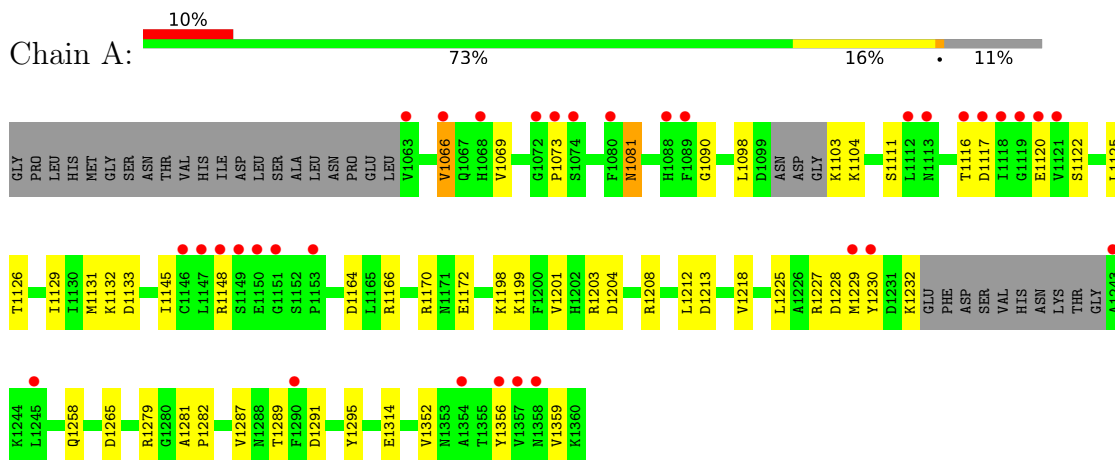 10%
Chain A:
73% 16% • 11%
GLY PRO LEU HIS MET GLY SER ASN THR VAL HIS ILE ASP LEU SER ALA LEU ASN PRO GLU LEU V1063 V1066 Q1067 H1068 V1069 G1072 P1073 S1074 F1080 N1081 H1088 F1089 G1090 L1098 D1099 ASN ASP GLY K1103 K1104 S1111 L1112 N1113 T1116 D1117 I1118 G1119 E1120 V1121 S1122 L1125
T1126 I1129 I1130 M1131 K1132 D1133 I1145 C1146 L1147 R1148 S1149 E1150 G1151 S1152 P1153 D1164 L1165 R1166 R1170 N1171 E1172 K1198 K1199 F1200 V1201 H1202 R1203 D1204 R1208 L1212 D1213 V1218 L1225 A1226 R1227 D1228 M1229 Y1230 D1231 K1232 GLU PHE ASP SER VAL HIS ASN LYS THR GLY A1243
K1244 L1245 Q1258 D1265 R1279 G1280 A1281 P1282 V1287 N1288 T1289 F1290 D1291 Y1295 E1314 V1352 N1353 A1354 T1355 Y1356 V1357 N1358 V1359 K1360